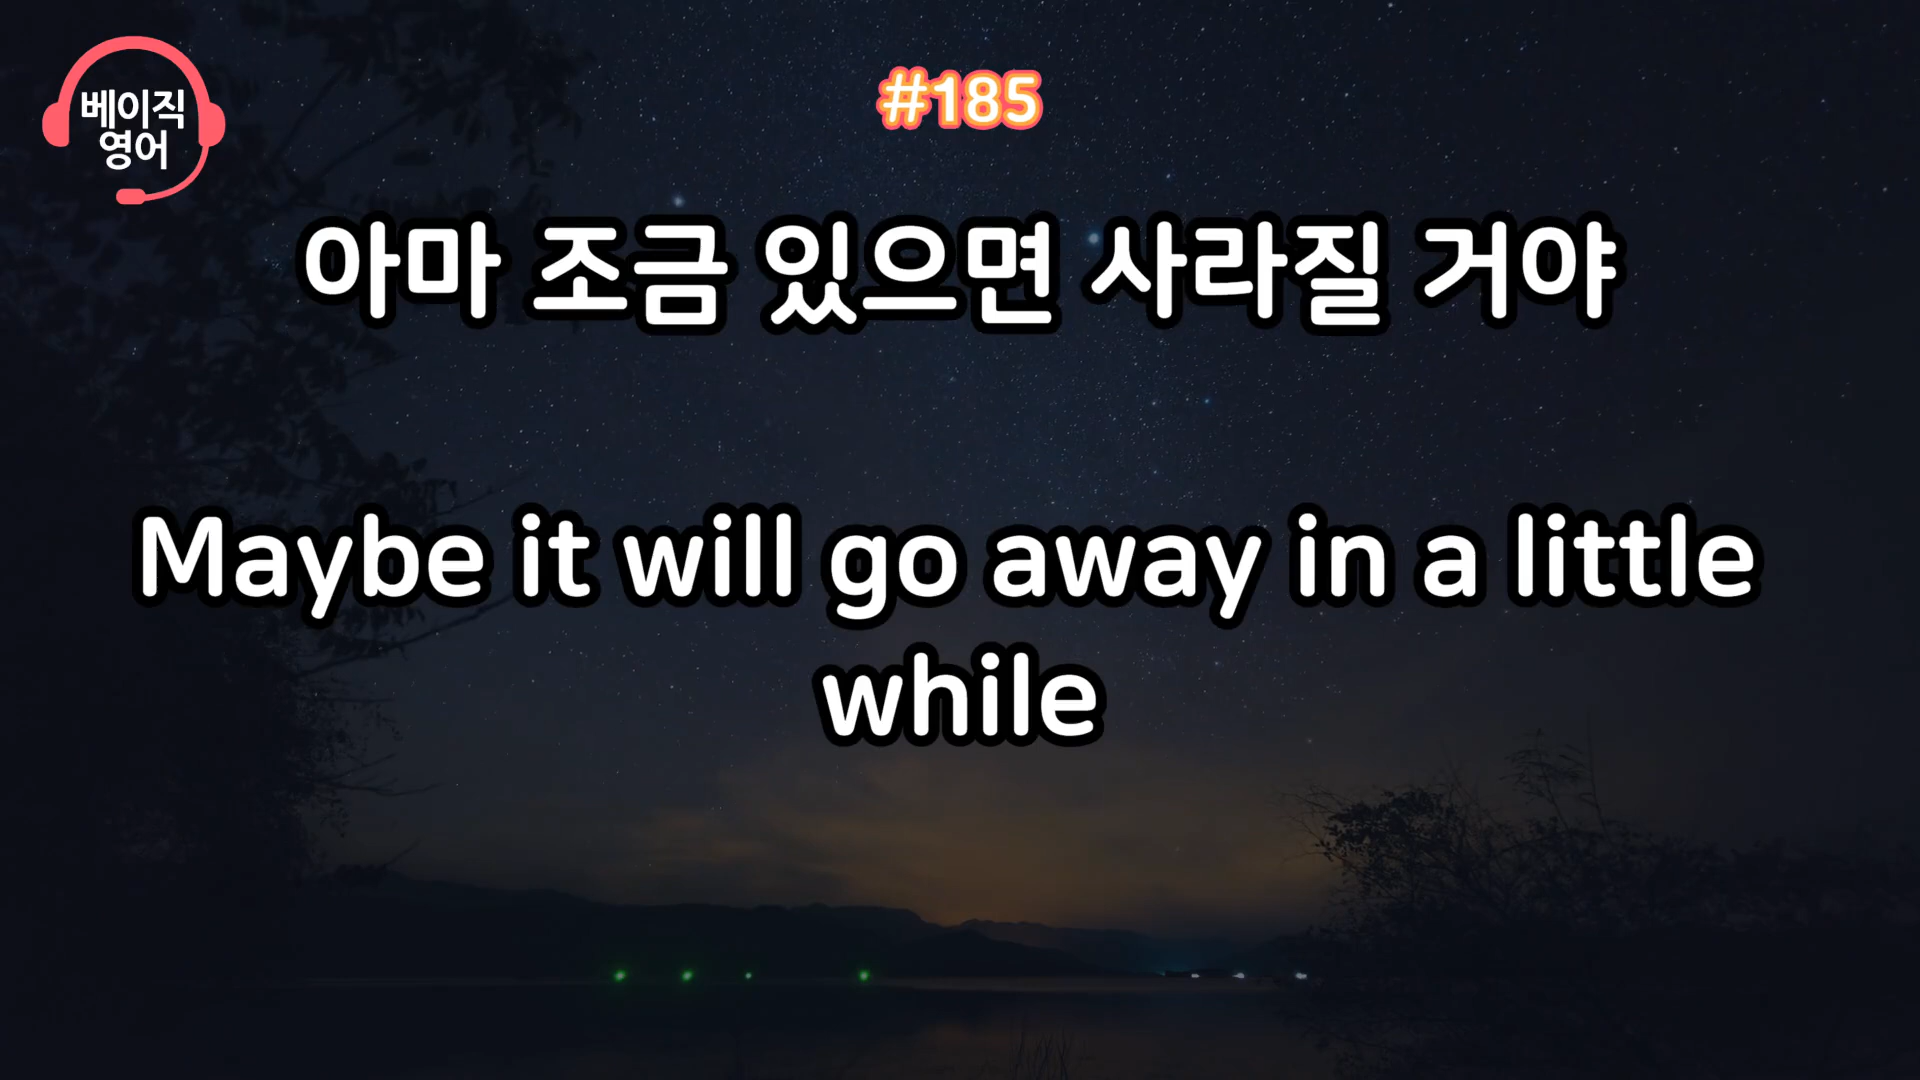 베이직
영어
#185
아마 조금 있으면 사라질 거야
Maybe it will go away in a little
while